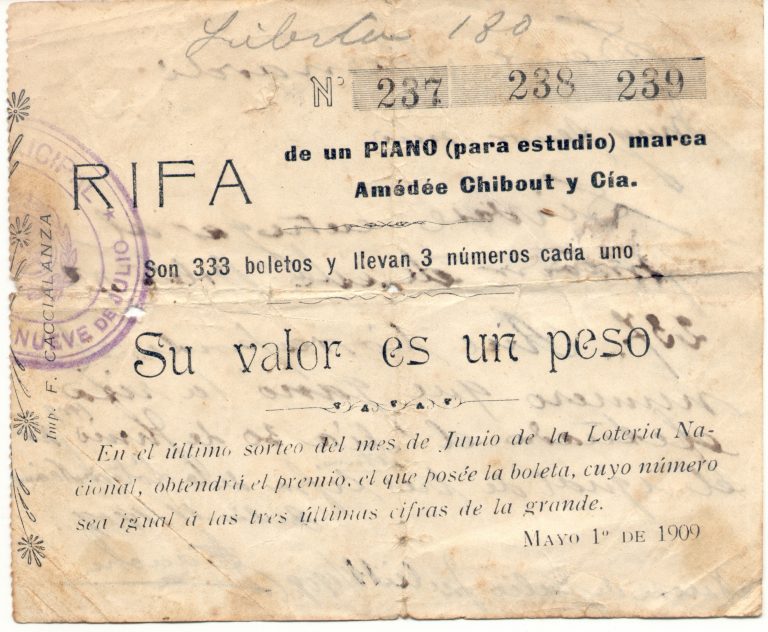 180
Nº 237 238 239
RIFA
de un PIANO (para estudio) marca
Amédée Chibout y Cía.
Son 333 boletos y llevan 3 números cada uno
Su valor es un peso
En el último sorteo del mes de Junio de la Lotería Na-
cional, obtendrá el premio, el que posée la boleta, cuyo número
sea igual á las tres últimas cifras de la grande.
MAYO 1º DE 1909
Imp. F. CACCIALANZA
NUEVE DE JULIO